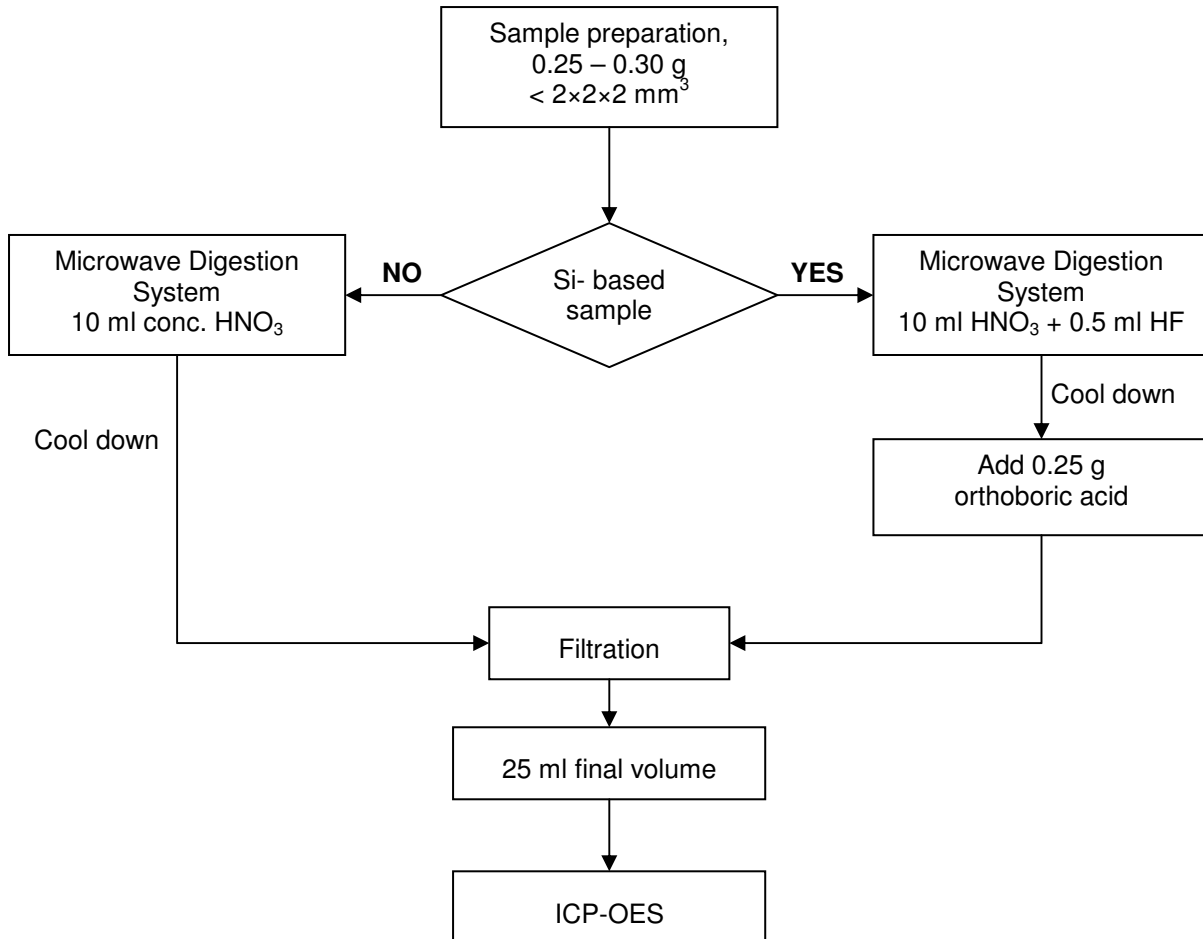 Sample preparation,
0.25 – 0.30 g
< 2×2×2 mm³
Microwave Digestion
System
10 ml conc. HNO₃
NO
Si- based
sample
YES
Microwave Digestion
System
10 ml HNO₃ + 0.5 ml HF
Cool down
Cool down
Add 0.25 g
orthoboric acid
Filtration
25 ml final volume
ICP-OES